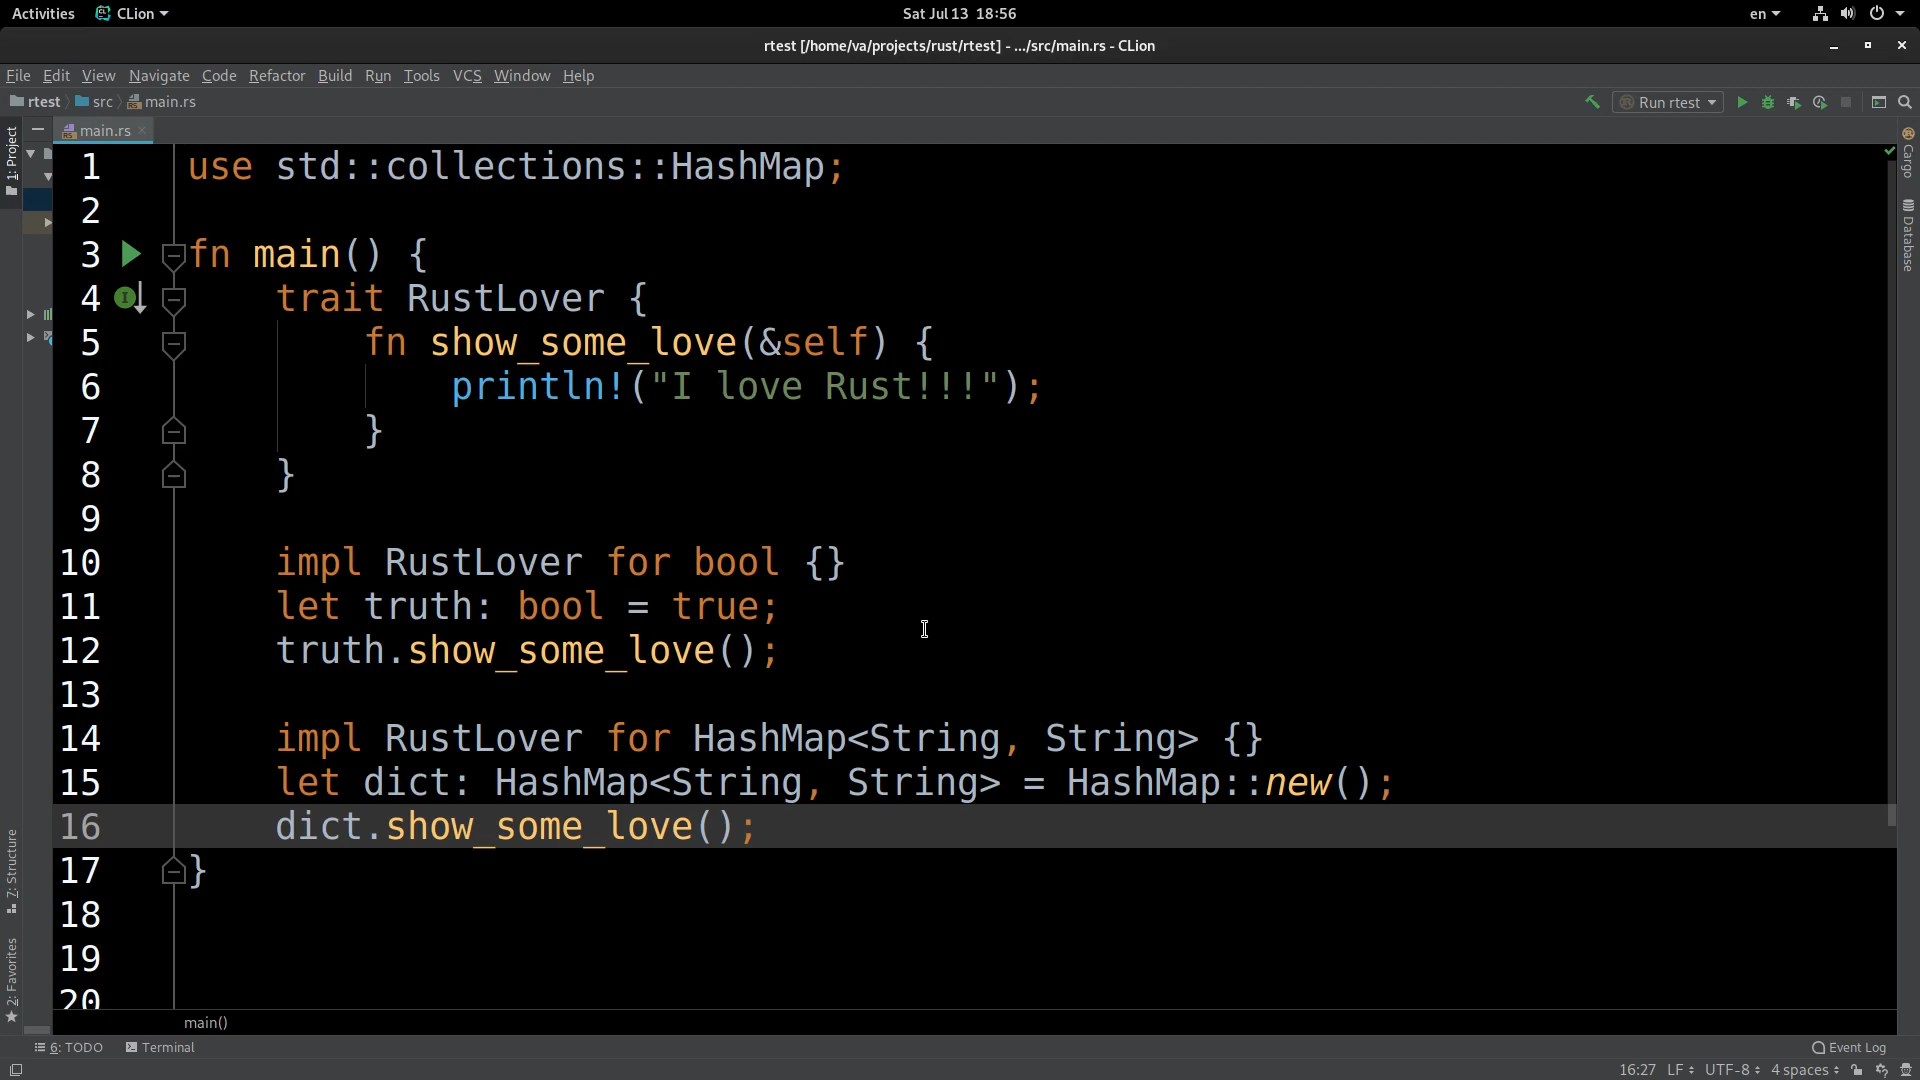 Activities CLion Sat Jul 13 18:56 en
rtest [/home/va/projects/rust/rtest] - .../src/main.rs - CLion
File Edit View Navigate Code Refactor Build Run Tools VCS Window Help
rtest src main.rs Run rtest
main.rs
1: Project
7: Structure
2: Favorites
Cargo
Database
1 use std::collections::HashMap;
2
3 fn main() {
4     trait RustLover {
5         fn show_some_love(&self) {
6             println!("I love Rust!!!");
7         }
8     }
9
10     impl RustLover for bool {}
11     let truth: bool = true;
12     truth.show_some_love();
13
14     impl RustLover for HashMap<String, String> {}
15     let dict: HashMap<String, String> = HashMap::new();
16     dict.show_some_love();
17 }
18
19
20
main()
6: TODO Terminal Event Log
16:27 LF UTF-8 4 spaces